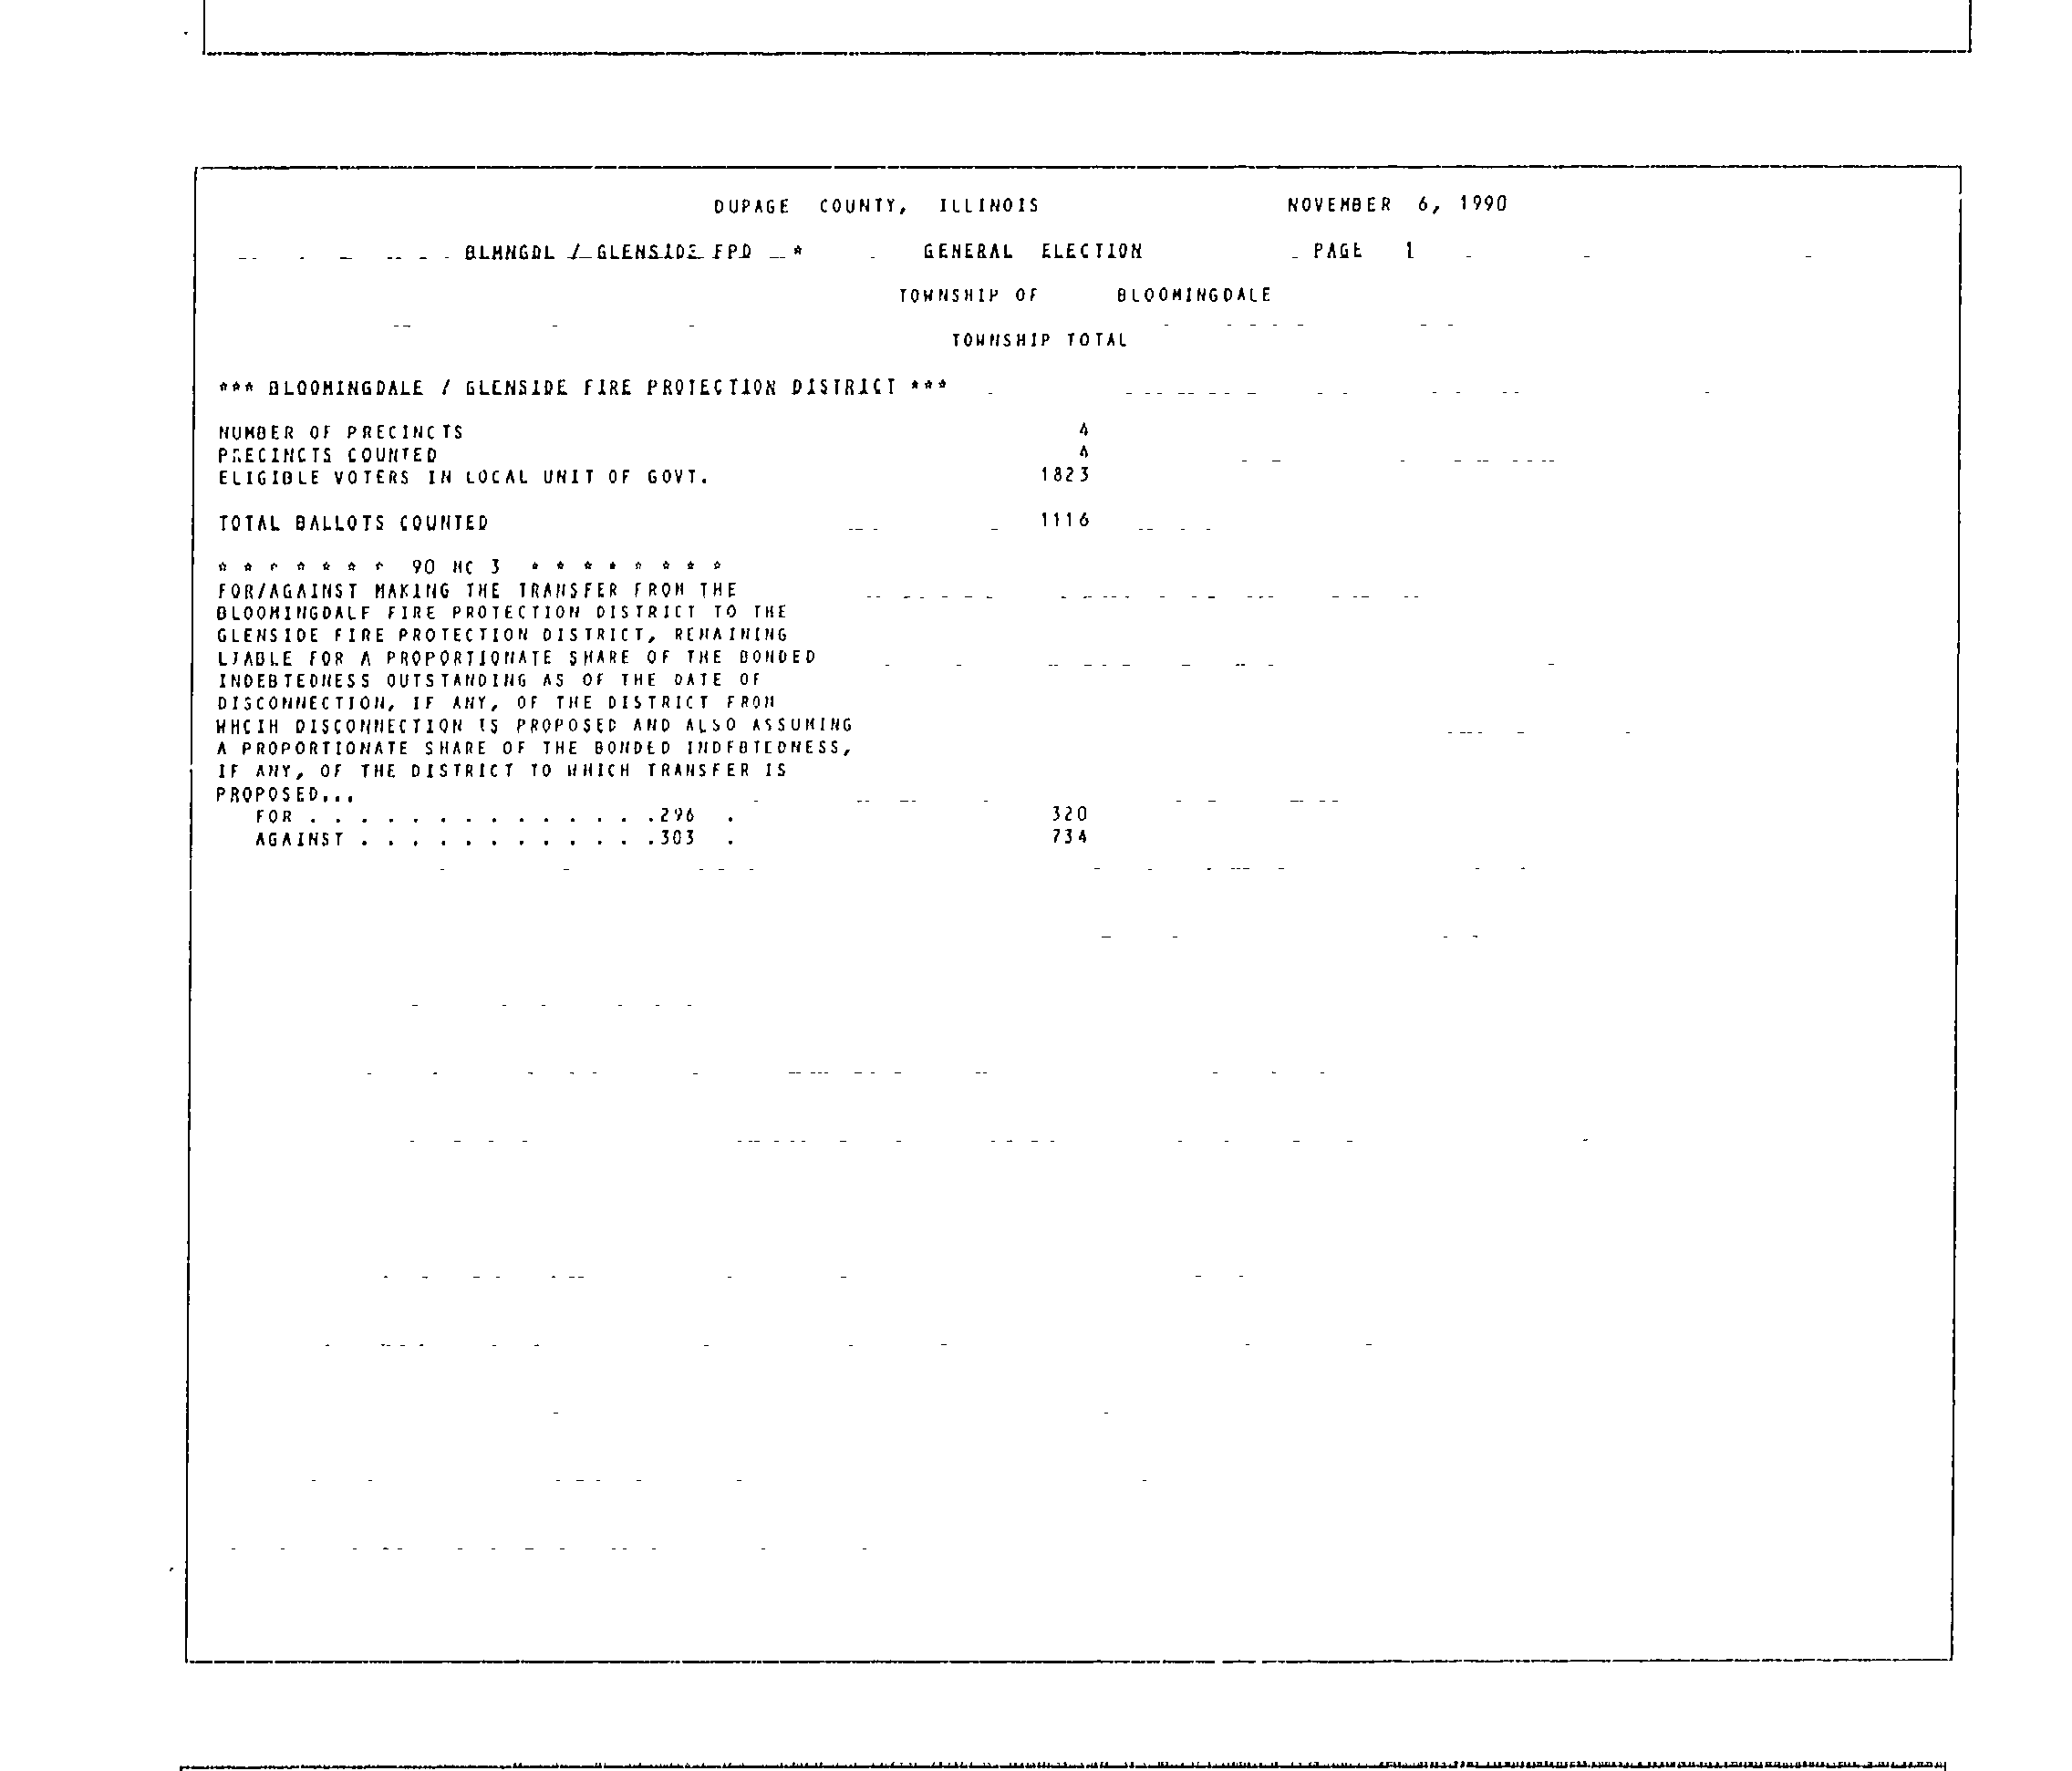 DUPAGE COUNTY, ILLINOIS NOVEMBER 6, 1990
BLMNGDL / GLENSIDE FPD * GENERAL ELECTION PAGE 1
TOWNSHIP OF BLOOMINGDALE
TOWNSHIP TOTAL
*** BLOOMINGDALE / GLENSIDE FIRE PROTECTION DISTRICT ***
NUMBER OF PRECINCTS 4
PRECINCTS COUNTED 4
ELIGIBLE VOTERS IN LOCAL UNIT OF GOVT. 1823
TOTAL BALLOTS COUNTED 1116
* * * * * * * 90 MC 3 * * * * * * * *
FOR/AGAINST MAKING THE TRANSFER FROM THE
BLOOMINGDALE FIRE PROTECTION DISTRICT TO THE
GLENSIDE FIRE PROTECTION DISTRICT, REMAINING
LIABLE FOR A PROPORTIONATE SHARE OF THE BONDED
INDEBTEDNESS OUTSTANDING AS OF THE DATE OF
DISCONNECTION, IF ANY, OF THE DISTRICT FROM
WHCIH DISCONNECTION IS PROPOSED AND ALSO ASSUMING
A PROPORTIONATE SHARE OF THE BONDED INDEBTEDNESS,
IF ANY, OF THE DISTRICT TO WHICH TRANSFER IS
PROPOSED...
FOR . . . . . . . . . . . . . .296 . 320
AGAINST . . . . . . . . . . . .303 . 734